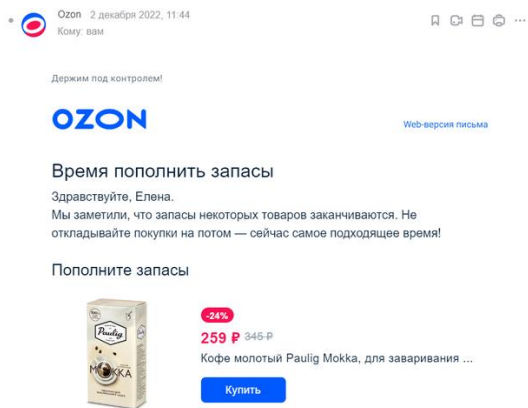 Ozon 2 декабря 2022, 11:44
Кому: вам
Держим под контролем!
OZON
Web-версия письма
Время пополнить запасы
Здравствуйте, Елена.
Мы заметили, что запасы некоторых товаров заканчиваются. Не
откладывайте покупки на потом — сейчас самое подходящее время!
Пополните запасы
-24%
259 ₽ 345 ₽
Кофе молотый Paulig Mokka, для заваривания ...
Paulig
MOKKA
Купить